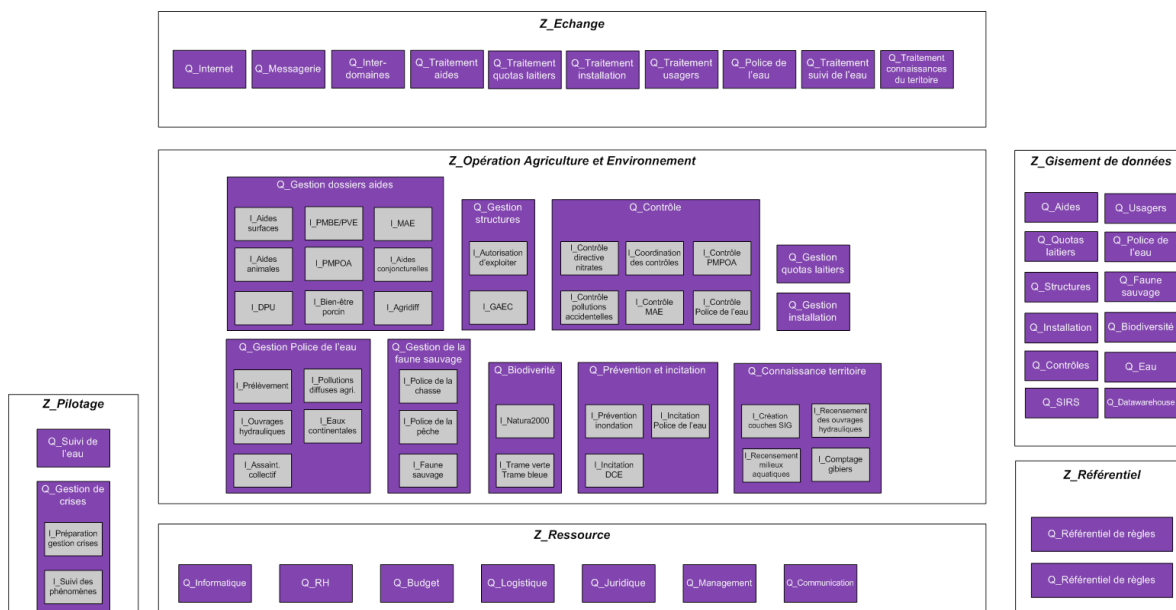 Z_Echange
Q_Internet
Q_Messagerie
Q_Inter-
domaines
Q_Traitement
aides
Q_Traitement
quotas laitiers
Q_Traitement
installation
Q_Traitement
usagers
Q_Police de
l'eau
Q_Traitement
suivi de l'eau
Q_Traitement
connaissances
du teritoire
Z_Opération Agriculture et Environnement
Q_Gestion dossiers aides
I_Aides
surfaces
I_PMBE/PVE
I_MAE
I_Aides
animales
I_PMPOA
I_Aides
conjoncturelles
I_DPU
I_Bien-être
porcin
I_Agridiff
Q_Gestion
structures
I_Autorisation
d'exploiter
I_GAEC
Q_Contrôle
I_Contrôle
directive
nitrates
I_Coordination
des contrôles
I_Contrôle
PMPOA
I_Contrôle
pollutions
accidentelles
I_Contrôle
MAE
I_Contrôle
Police de l'eau
Q_Gestion
quotas laitiers
Q_Gestion
installation
Q_Gestion Police de l'eau
I_Prélèvement
I_Pollutions
diffuses agri.
I_Ouvrages
hydrauliques
I_Eaux
continentales
I_Assaint.
collectif
Q_Gestion de la
faune sauvage
I_Police de la
chasse
I_Police de la
pêche
I_Faune
sauvage
Q_Biodiverité
I_Natura2000
I_Trame verte
Trame bleue
Q_Prévention et incitation
I_Prévention
inondation
I_Incitation
Police de l'eau
I_Incitation
DCE
Q_Connaissance territoire
I_Création
couches SIG
I_Recensement
des ouvrages
hydrauliques
I_Recensement
milieux
aquatiques
I_Comptage
gibiers
Z_Gisement de données
Q_Aides
Q_Usagers
Q_Quotas
laitiers
Q_Police de
l'eau
Q_Structures
Q_Faune
sauvage
Q_Installation
Q_Biodiversité
Q_Contrôles
Q_Eau
Q_SIRS
Q_Datawarehouse
Z_Pilotage
Q_Suivi de
l'eau
Q_Gestion de
crises
I_Préparation
gestion crises
I_Suivi des
phénomènes
Z_Référentiel
Q_Référentiel de règles
Q_Référentiel de règles
Z_Ressource
Q_Informatique
Q_RH
Q_Budget
Q_Logistique
Q_Juridique
Q_Management
Q_Communication